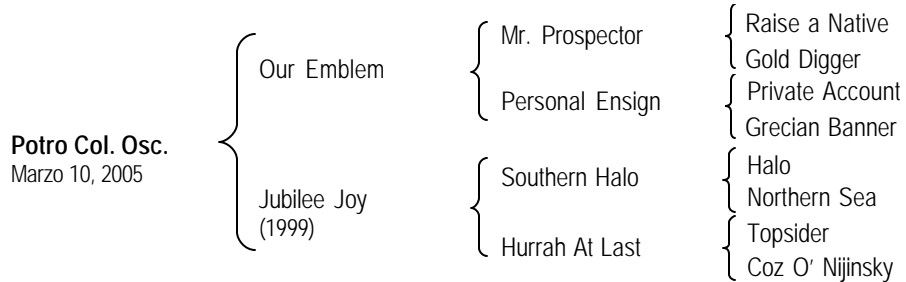 Potro Col. Osc.
Marzo 10, 2005
Our Emblem
Jubilee Joy
(1999)
Mr. Prospector
Personal Ensign
Southern Halo
Hurrah At Last
Raise a Native
Gold Digger
Private Account
Grecian Banner
Halo
Northern Sea
Topsider
Coz O' Nijinsky